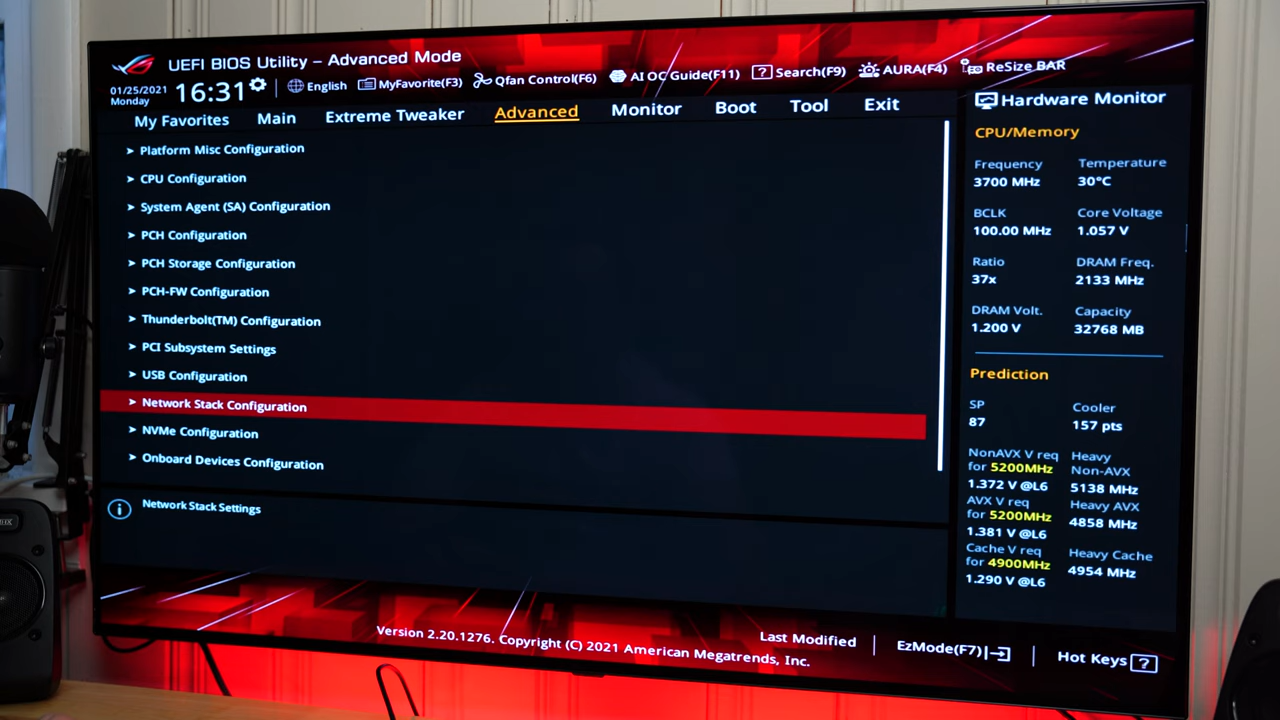 UEFI BIOS Utility – Advanced Mode
01/25/2021
Monday
16:31
English
MyFavorite(F3)
Qfan Control(F6)
AI OC Guide(F11)
? Search(F9)
AURA(F4)
ReSize BAR
My Favorites
Main
Extreme Tweaker
Advanced
Monitor
Boot
Tool
Exit
Platform Misc Configuration
CPU Configuration
System Agent (SA) Configuration
PCH Configuration
PCH Storage Configuration
PCH-FW Configuration
Thunderbolt(TM) Configuration
PCI Subsystem Settings
USB Configuration
Network Stack Configuration
NVMe Configuration
Onboard Devices Configuration
i Network Stack Settings
Hardware Monitor
CPU/Memory
Frequency Temperature
3700 MHz 30°C
BCLK Core Voltage
100.00 MHz 1.057 V
Ratio DRAM Freq.
37x 2133 MHz
DRAM Volt. Capacity
1.200 V 32768 MB
Prediction
SP Cooler
87 157 pts
NonAVX V req Heavy
for 5200MHz Non-AVX
1.372 V @L6 5138 MHz
AVX V req Heavy AVX
for 5200MHz 4858 MHz
1.381 V @L6
Cache V req Heavy Cache
for 4900MHz 4954 MHz
1.290 V @L6
Version 2.20.1276. Copyright (C) 2021 American Megatrends, Inc.
Last Modified
EzMode(F7)
Hot Keys ?